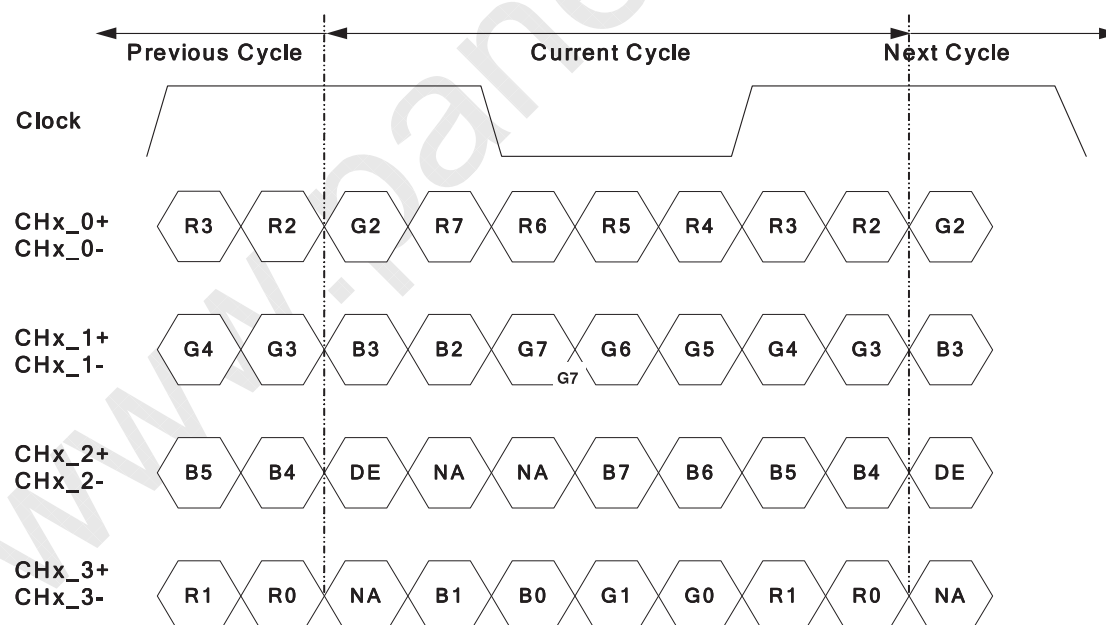 Previous Cycle Current Cycle Next Cycle
Clock
CHx_0+
CHx_0-
R3 R2 G2 R7 R6 R5 R4 R3 R2 G2
CHx_1+
CHx_1-
G4 G3 B3 B2 G7 G6 G5 G4 G3 B3
G7
CHx_2+
CHx_2-
B5 B4 DE NA NA B7 B6 B5 B4 DE
CHx_3+
CHx_3-
R1 R0 NA B1 B0 G1 G0 R1 R0 NA
www.pane